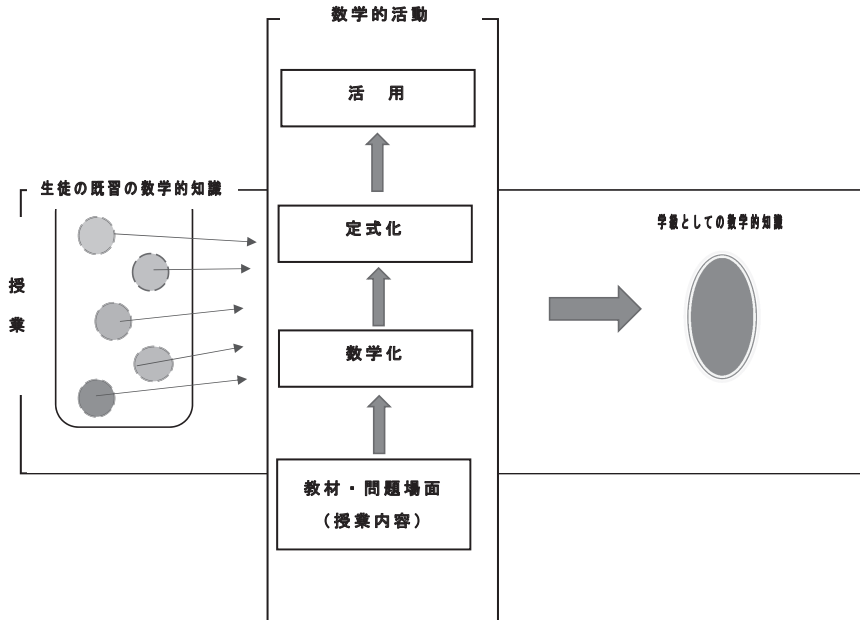 数学的活動
活 用
生徒の既習の数学的知識
定式化
学級としての数学的知識
授
業
数学化
教材・問題場面
(授業内容)